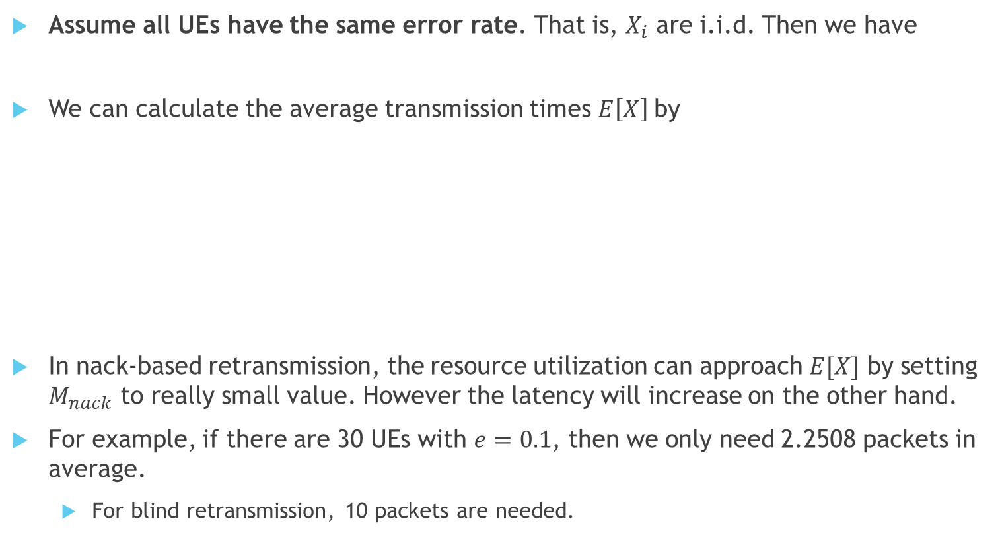 Assume all UEs have the same error rate. That is, X_i are i.i.d. Then we have
We can calculate the average transmission times E[X] by
In nack-based retransmission, the resource utilization can approach E[X] by setting
M_nack to really small value. However the latency will increase on the other hand.
For example, if there are 30 UEs with e = 0.1, then we only need 2.2508 packets in
average.
For blind retransmission, 10 packets are needed.